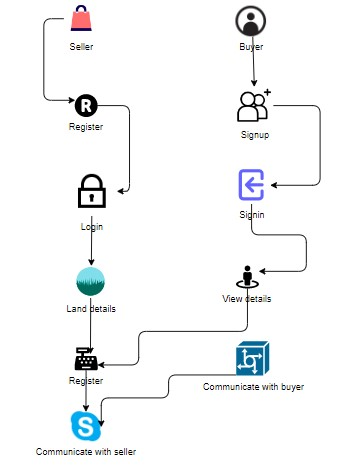 Seller
Buyer
R
Register
Signup
Login
Signin
Land details
View details
Register
Communicate with buyer
S
Communicate with seller